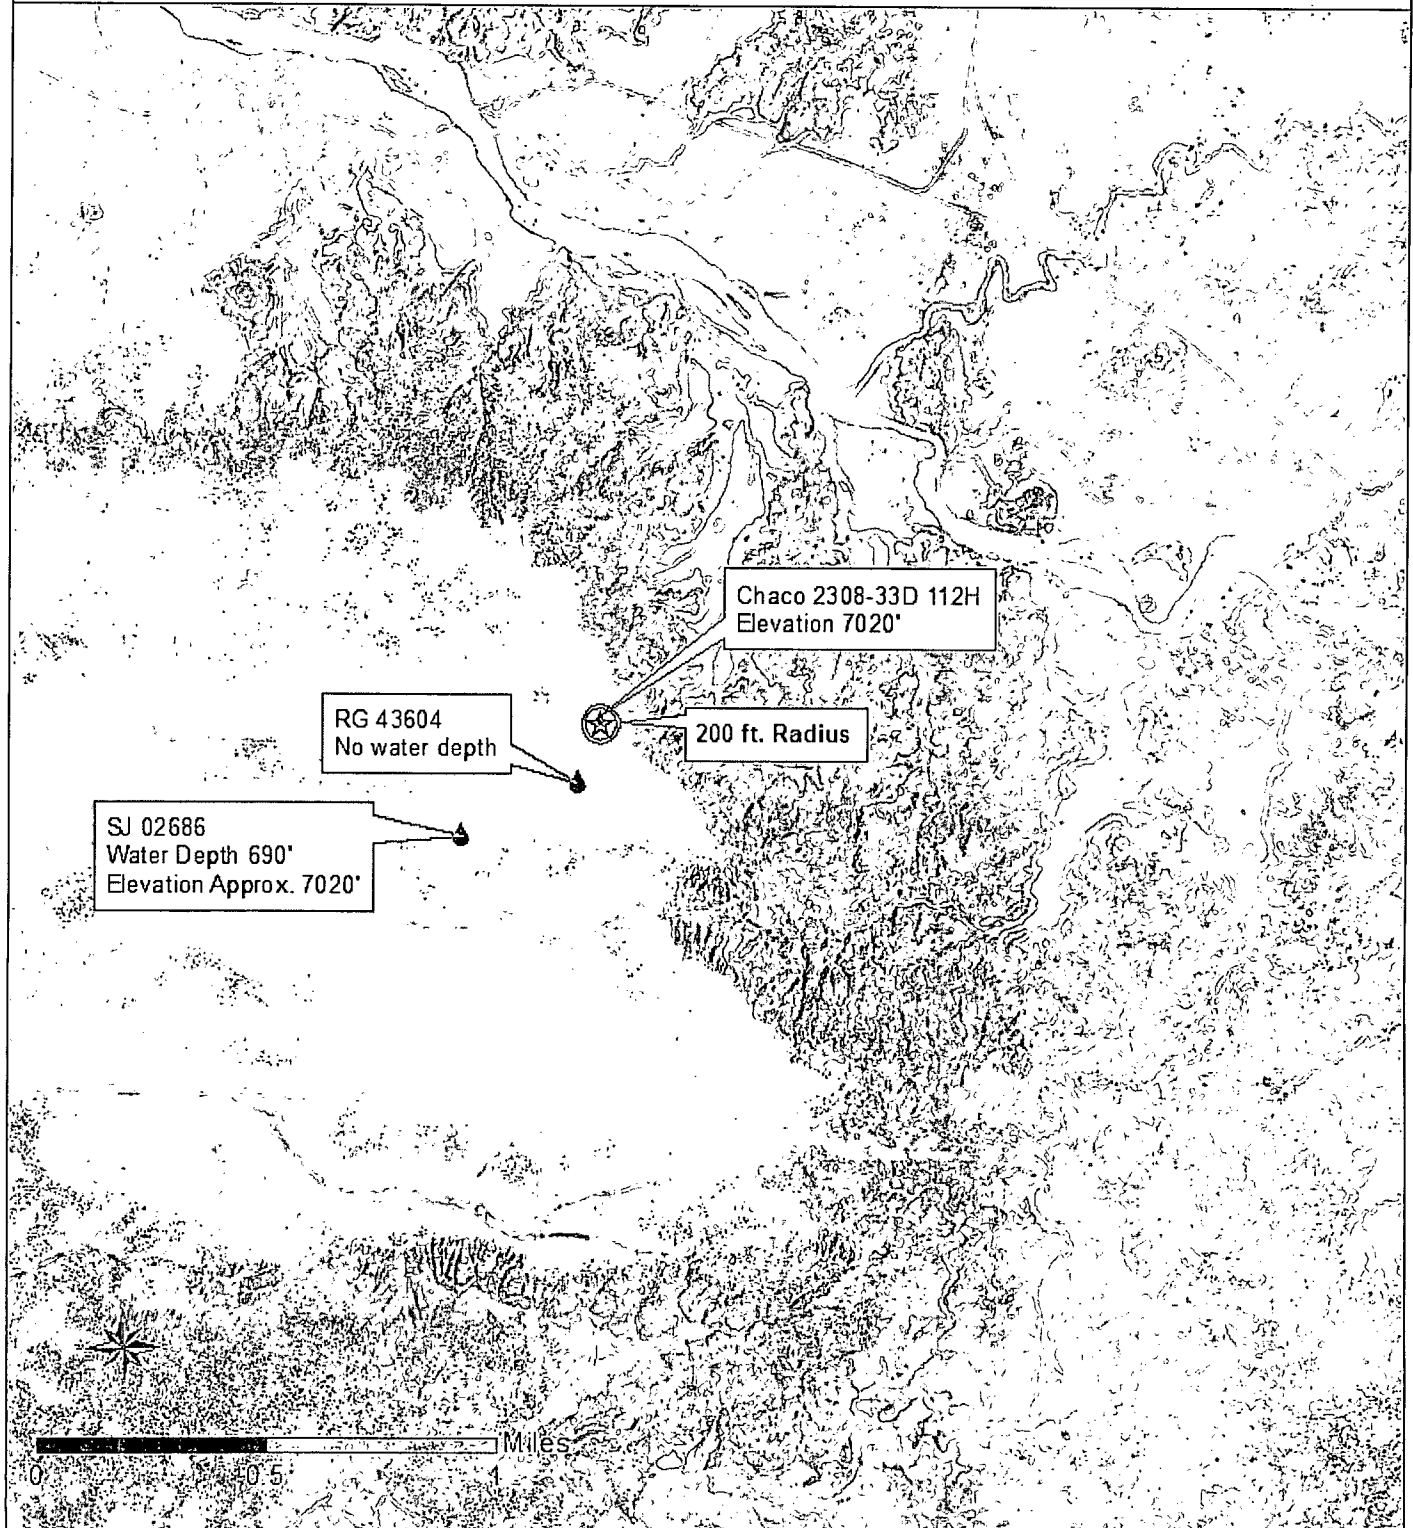 Chaco 2308-33D 112H
Elevation 7020'
RG 43604
No water depth
200 ft. Radius
SJ 02686
Water Depth 690'
Elevation Approx. 7020'
Miles
0 0.5 1